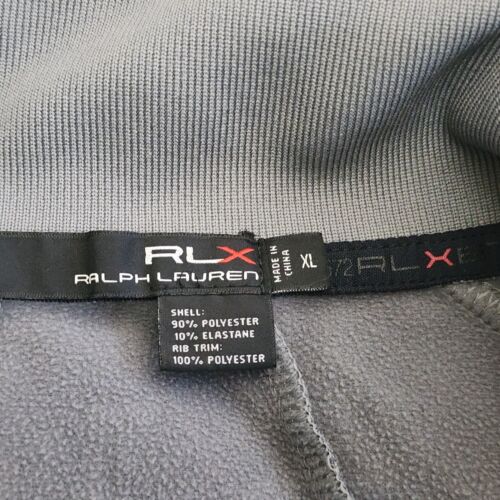 RLX
RALPH LAUREN
MADE IN
CHINA
XL
RLX
SHELL:
90% POLYESTER
10% ELASTANE
RIB TRIM:
100% POLYESTER